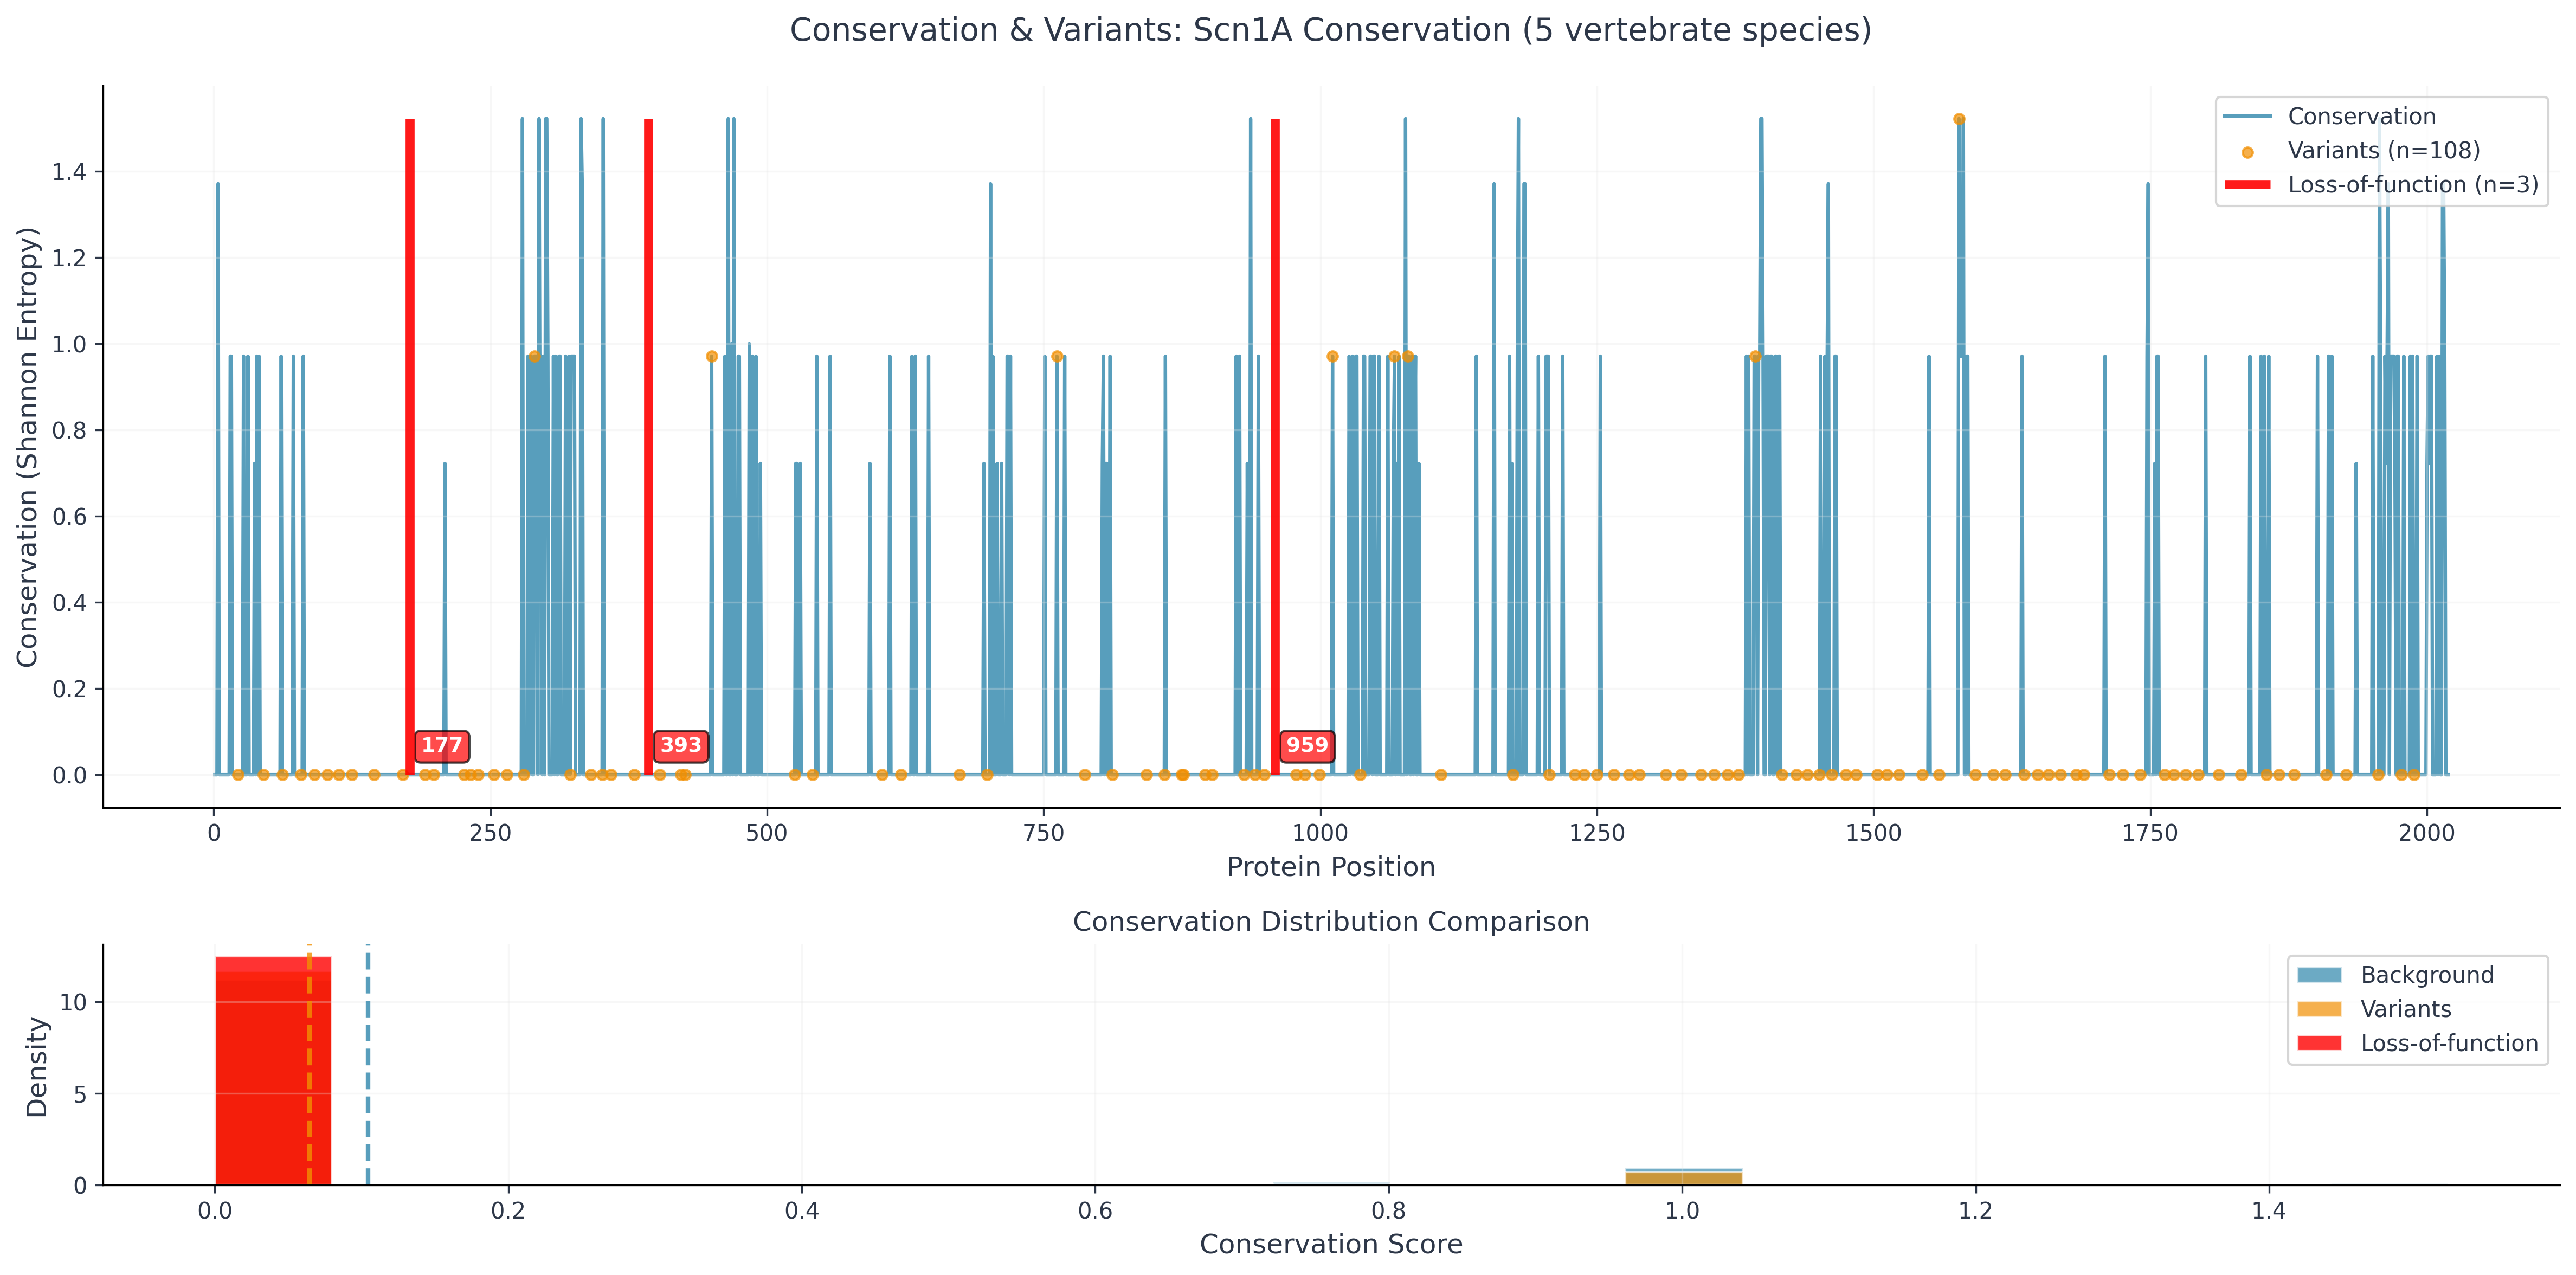 Conservation & Variants: Scn1A Conservation (5 vertebrate species)
Conservation (Shannon Entropy)
1.4
1.2
1.0
0.8
0.6
0.4
0.2
0.0
Conservation
Variants (n=108)
Loss-of-function (n=3)
177
393
959
0
250
500
750
1000
1250
1500
1750
2000
Protein Position
Conservation Distribution Comparison
Density
10
5
0
Background
Variants
Loss-of-function
0.0
0.2
0.4
0.6
0.8
1.0
1.2
1.4
Conservation Score